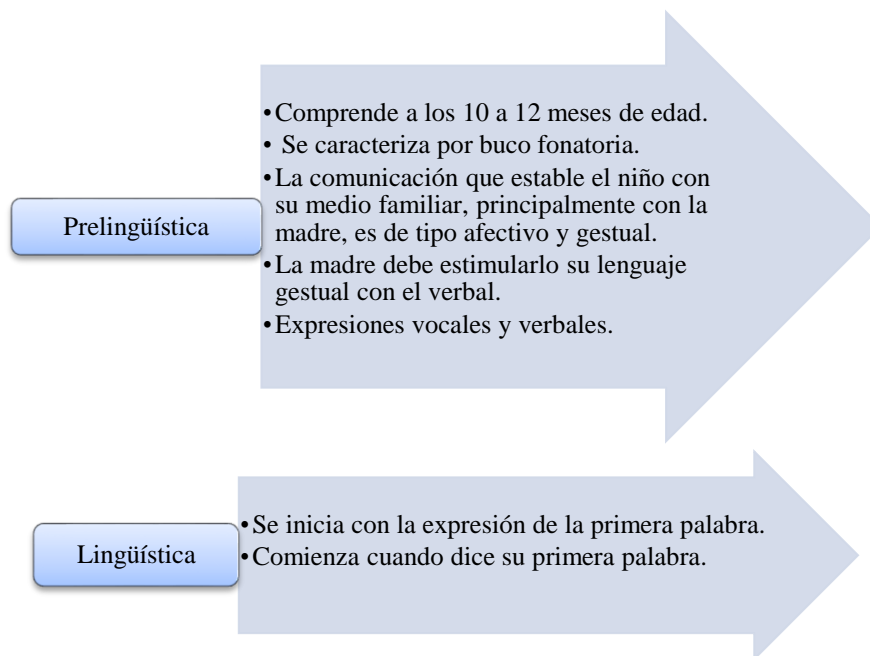 Prelingüística
•Comprende a los 10 a 12 meses de edad.
• Se caracteriza por buco fonatoria.
•La comunicación que estable el niño con
su medio familiar, principalmente con la
madre, es de tipo afectivo y gestual.
•La madre debe estimularlo su lenguaje
gestual con el verbal.
•Expresiones vocales y verbales.
Lingüística
•Se inicia con la expresión de la primera palabra.
•Comienza cuando dice su primera palabra.